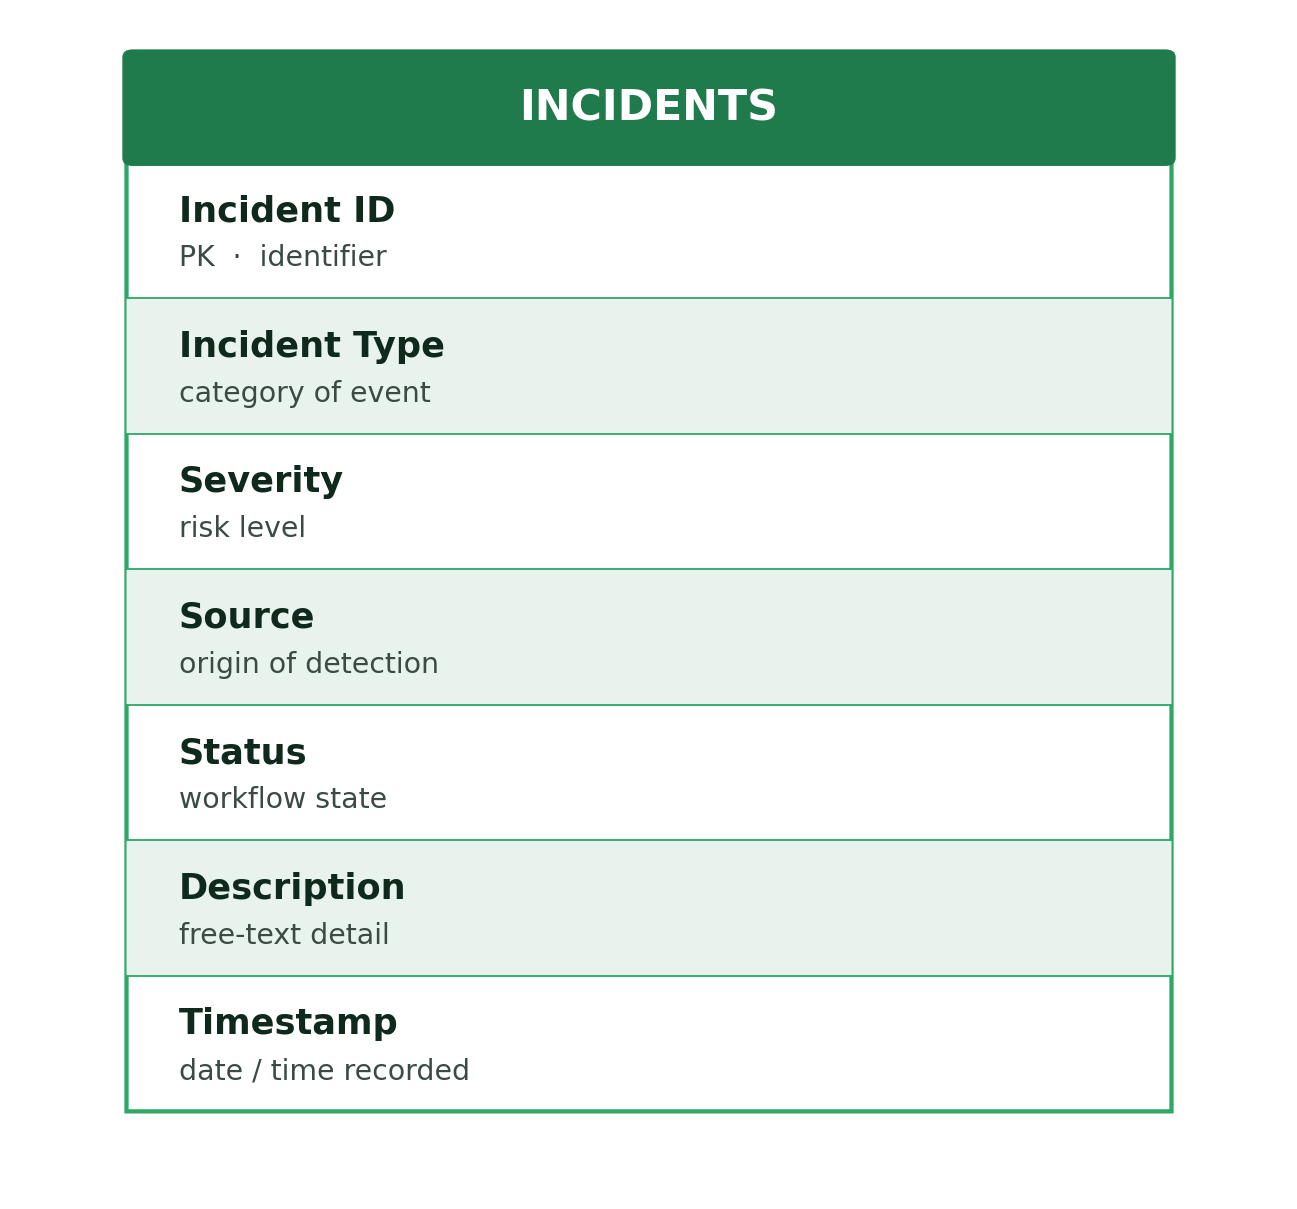 INCIDENTS
Incident ID
PK · identifier
Incident Type
category of event
Severity
risk level
Source
origin of detection
Status
workflow state
Description
free-text detail
Timestamp
date / time recorded